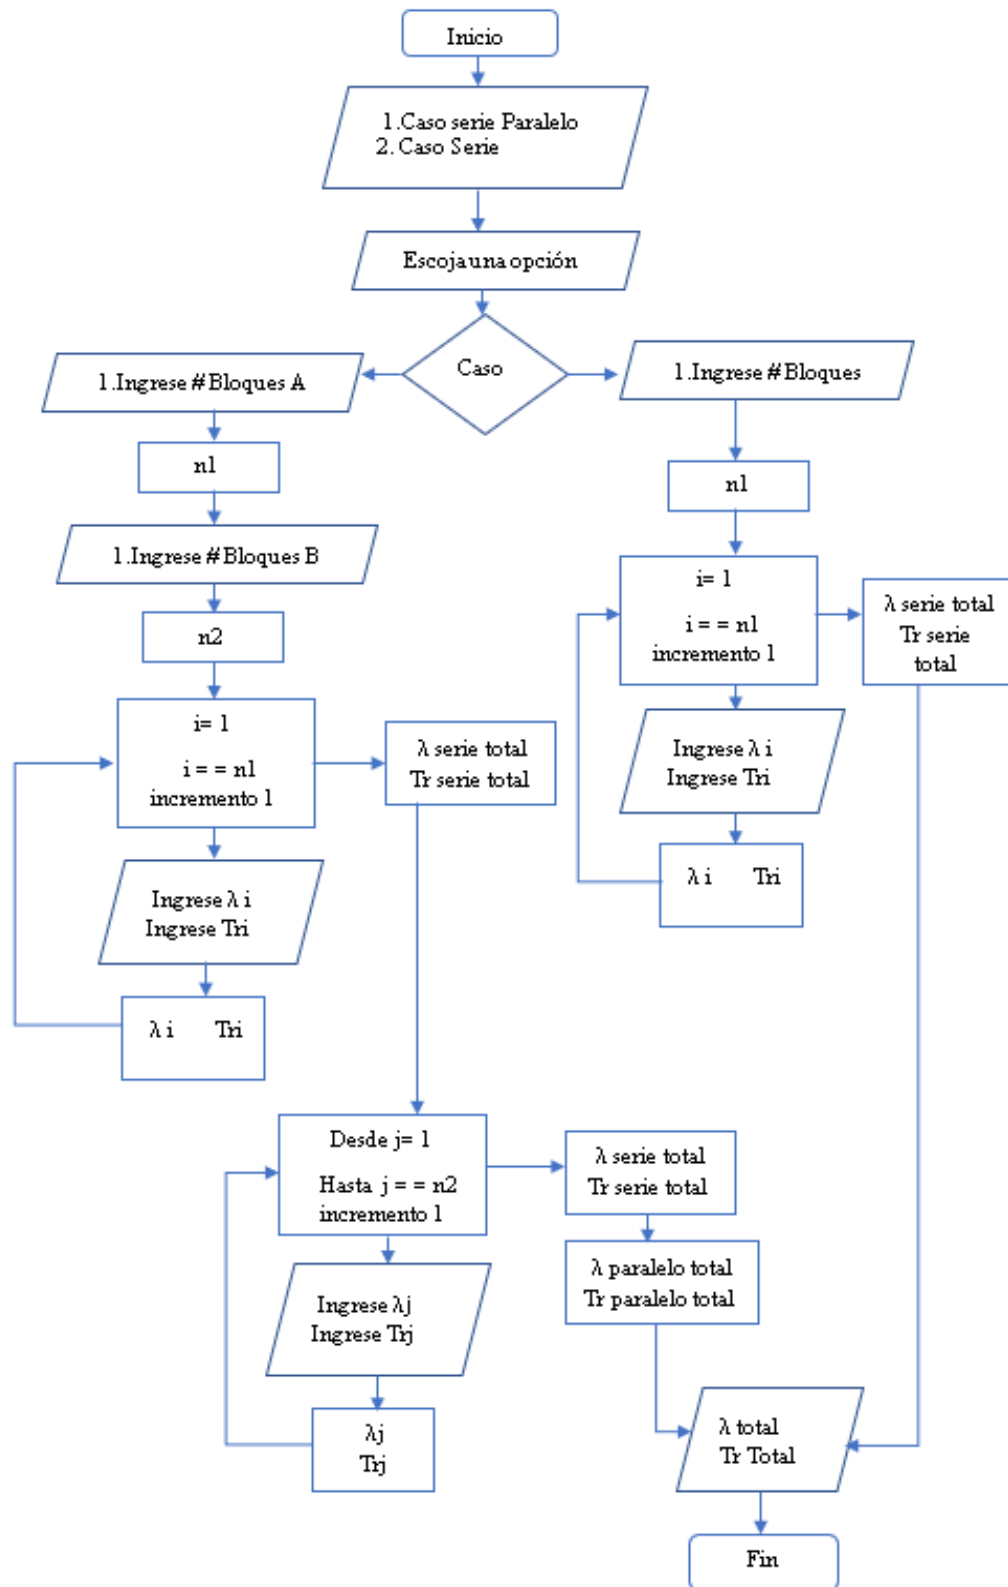 Inicio
1.Caso serie Paralelo
2. Caso Serie
Escoja una opción
Caso
1.Ingrese # Bloques A
n1
1.Ingrese # Bloques B
n2
i= 1
i = = n1
incremento 1
λ serie total
Tr serie total
Ingrese λ i
Ingrese Tri
λ i Tri
Desde j= 1
Hasta j = = n2
incremento 1
λ serie total
Tr serie total
λ paralelo total
Tr paralelo total
Ingrese λj
Ingrese Trj
λj
Trj
1.Ingrese # Bloques
n1
i= 1
i = = n1
incremento 1
λ serie total
Tr serie
total
Ingrese λ i
Ingrese Tri
λ i Tri
λ total
Tr Total
Fin